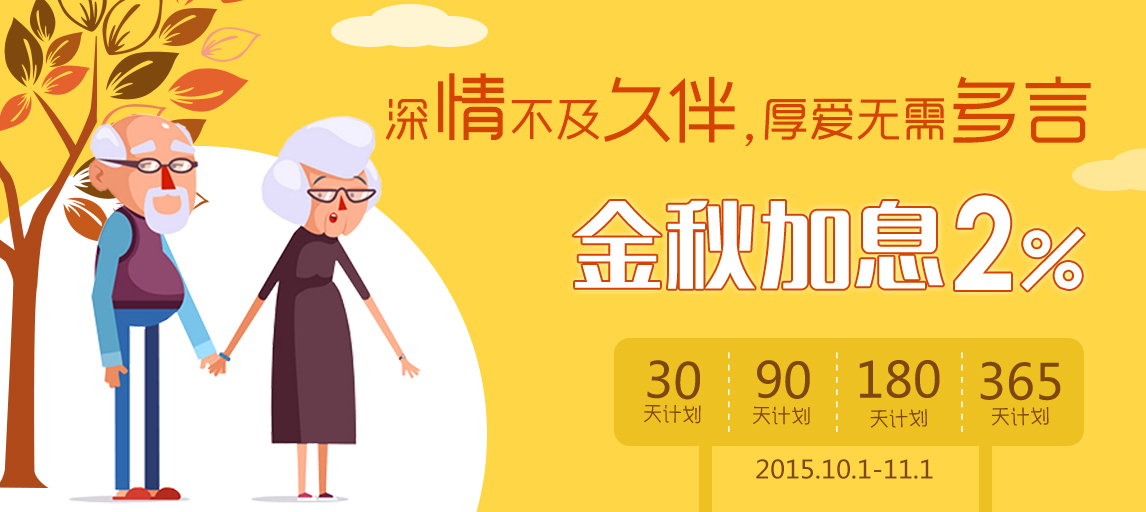 深情不及久伴,厚爱无需多言
金秋加息2%
30 90 180 365
天计划 天计划 天计划 天计划
2015.10.1-11.1